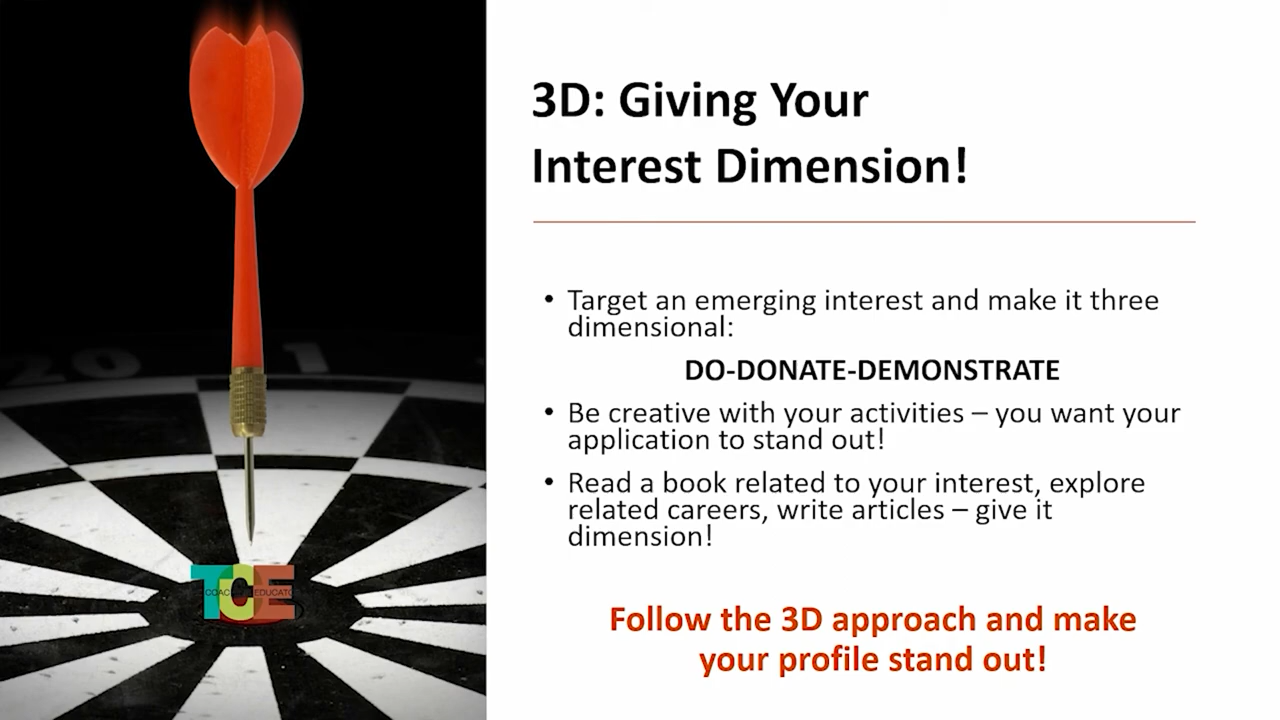 3D: Giving Your
Interest Dimension!
• Target an emerging interest and make it three
dimensional:
DO-DONATE-DEMONSTRATE
• Be creative with your activities – you want your
application to stand out!
• Read a book related to your interest, explore
related careers, write articles – give it
dimension!
Follow the 3D approach and make
your profile stand out!
20 1
TCE